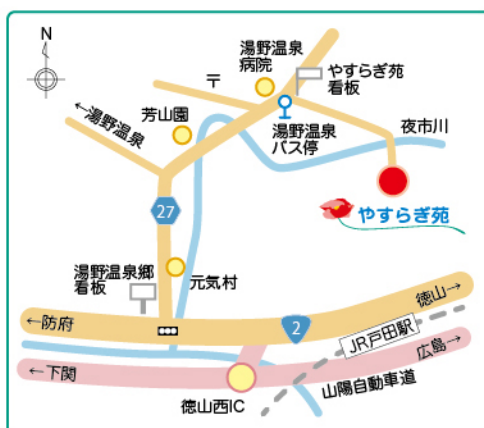 N
湯野温泉
病院
やすらぎ苑
看板
〒
←湯野温泉
芳山園
湯野温泉
バス停
夜市川
やすらぎ苑
27
湯野温泉郷
看板
元気村
徳山→
←防府
2
JR戸田駅
広島→
←下関
徳山西IC
山陽自動車道